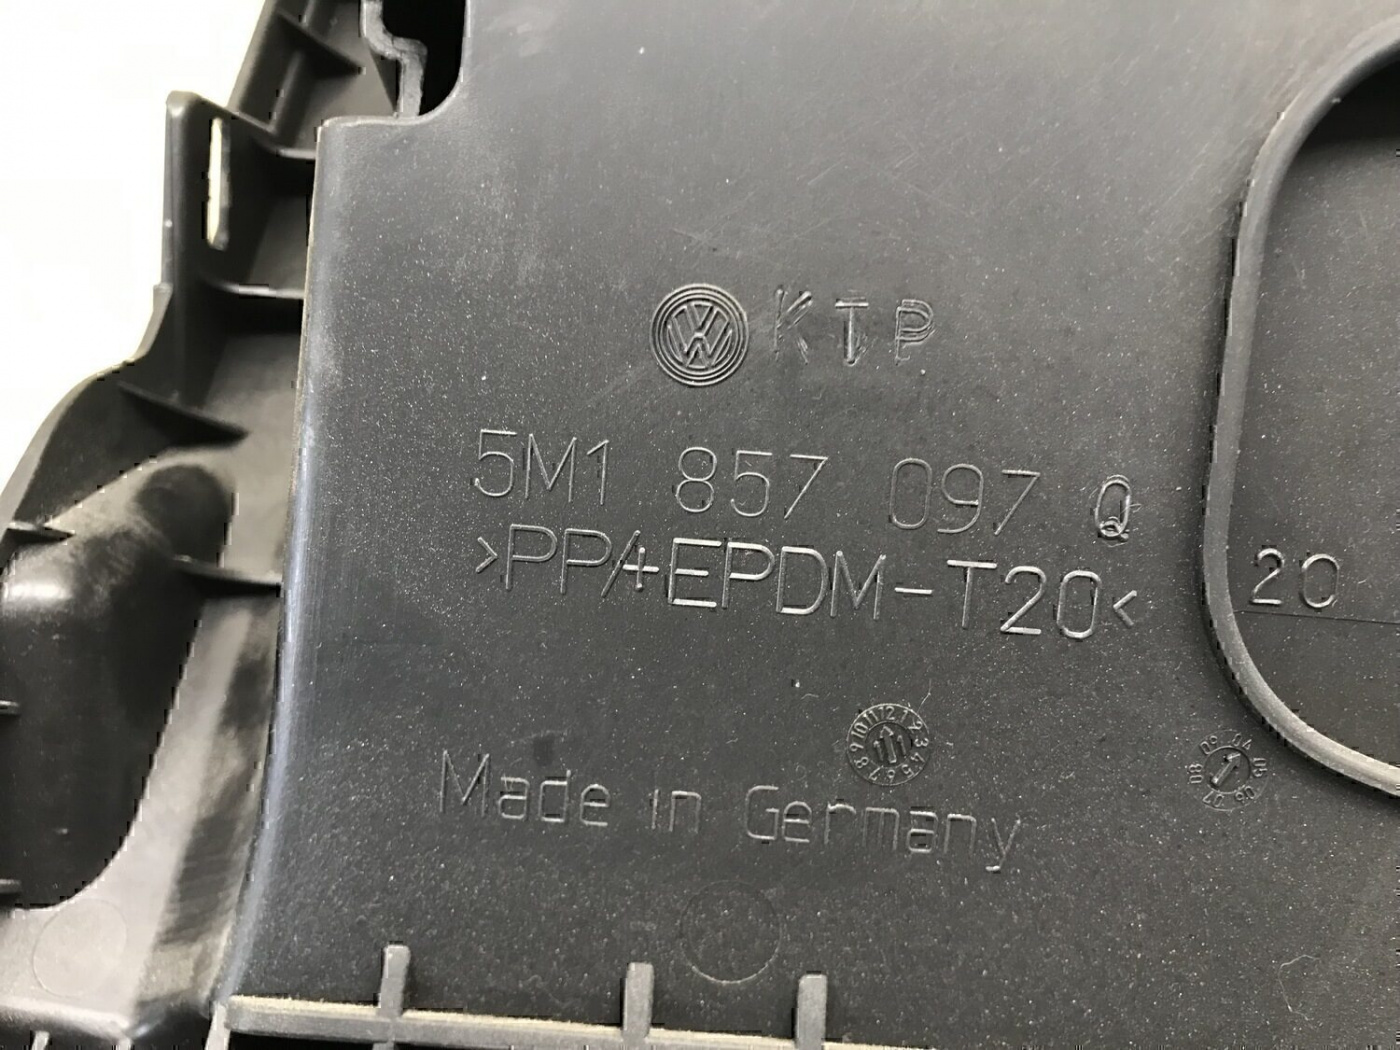 KTP
5M1 857 097 Q
>PP/+EPDM-T20<
20
Made in Germany